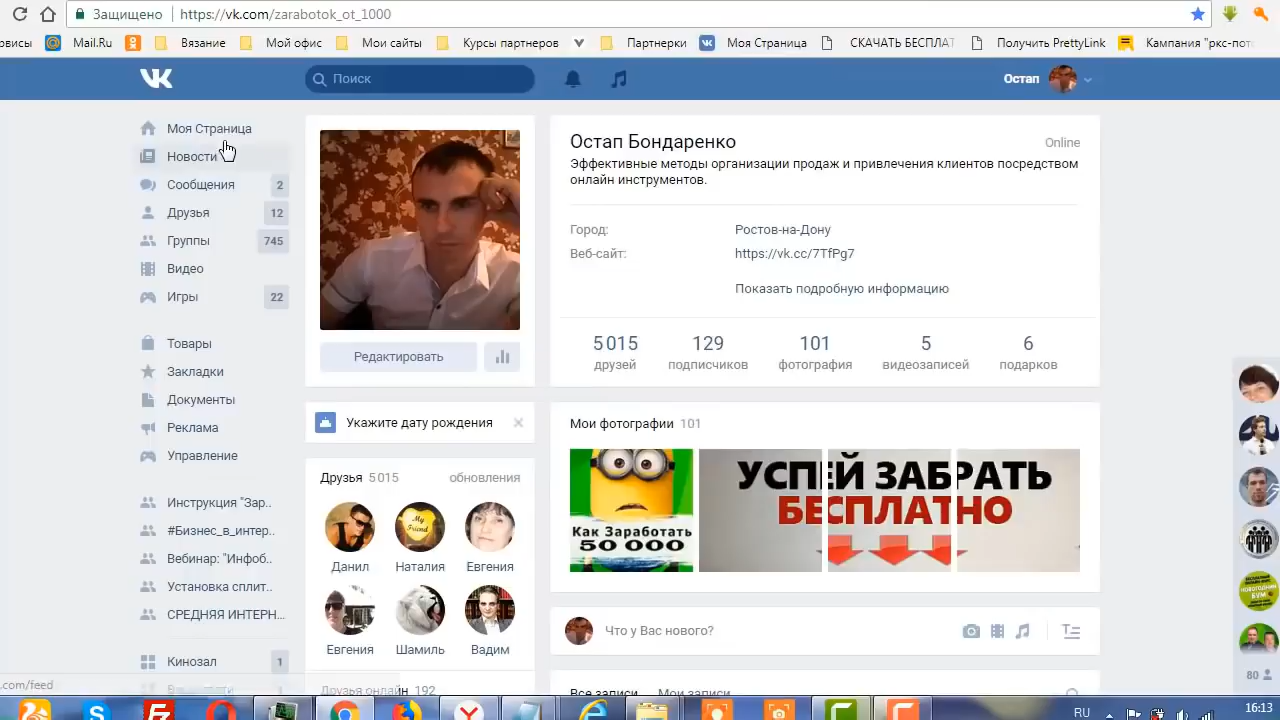 Защищено https://vk.com/zarabotok_ot_1000
рвисы Mail.Ru Вязание Мой офис Мои сайты Курсы партнеров Партнерки Моя Страница СКАЧАТЬ БЕСПЛАТ Получить PrettyLink Кампания "ркс-пот
Поиск
Остап
Моя Страница
Новости
Сообщения 2
Друзья 12
Группы 745
Видео
Игры 22
Товары
Закладки
Документы
Реклама
Управление
Инструкция "Зар..
#Бизнес_в_интер..
Вебинар: "Инфоб..
Установка сплит..
СРЕДНЯЯ ИНТЕРН...
Кинозал 1
.com/feed
Редактировать
Укажите дату рождения
Друзья 5 015 обновления
Данил Наталия Евгения
My Friend
Евгения Шамиль Вадим
Друзья онлайн 192
Остап Бондаренко Online
Эффективные методы организации продаж и привлечения клиентов посредством
онлайн инструментов.
Город: Ростов-на-Дону
Веб-сайт: https://vk.cc/7TfPg7
Показать подробную информацию
5 015 129 101 5 6
друзей подписчиков фотография видеозаписей подарков
Мои фотографии 101
Как Заработать
50 000
УСПЕЙ ЗАБРАТЬ
БЕСПЛАТНО
Что у Вас нового?
Все записи Мои записи
80
RU 16:13